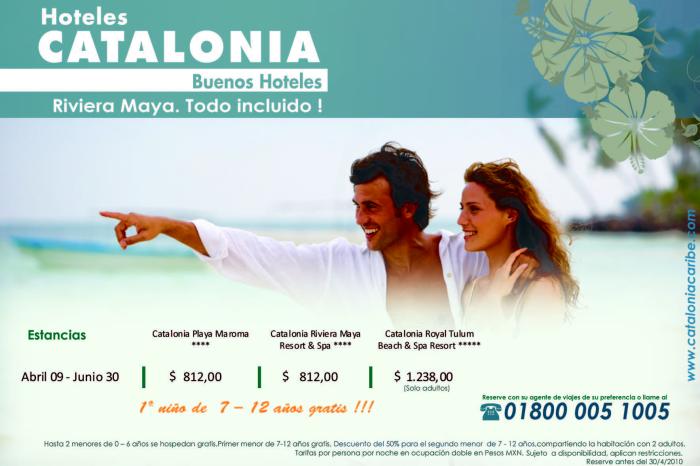 Hoteles
CATALONIA
Buenos Hoteles
Riviera Maya. Todo incluido !
www.cataloniacaribe.com
Estancias
Catalonia Playa Maroma
****
Catalonia Riviera Maya
Resort & Spa ****
Catalonia Royal Tulum
Beach & Spa Resort *****
Abril 09 - Junio 30
$ 812,00
$ 812,00
$ 1.238,00
(Solo adultos)
1ª niño de 7 – 12 años gratis !!!
Reserve con su agente de viajes de su preferencia o llame al
☎01800 005 1005
Hasta 2 menores de 0 – 6 años se hospedan gratis.Primer menor de 7-12 años gratis, Descuento del 50% para el segundo menor de 7 - 12 años,compartiendo la habitación con 2 adultos.
Tarifas por persona por noche en ocupación doble en Pesos MXN. Sujeto a disponibilidad, aplican restricciones.
Reserve antes del 30/4/2010